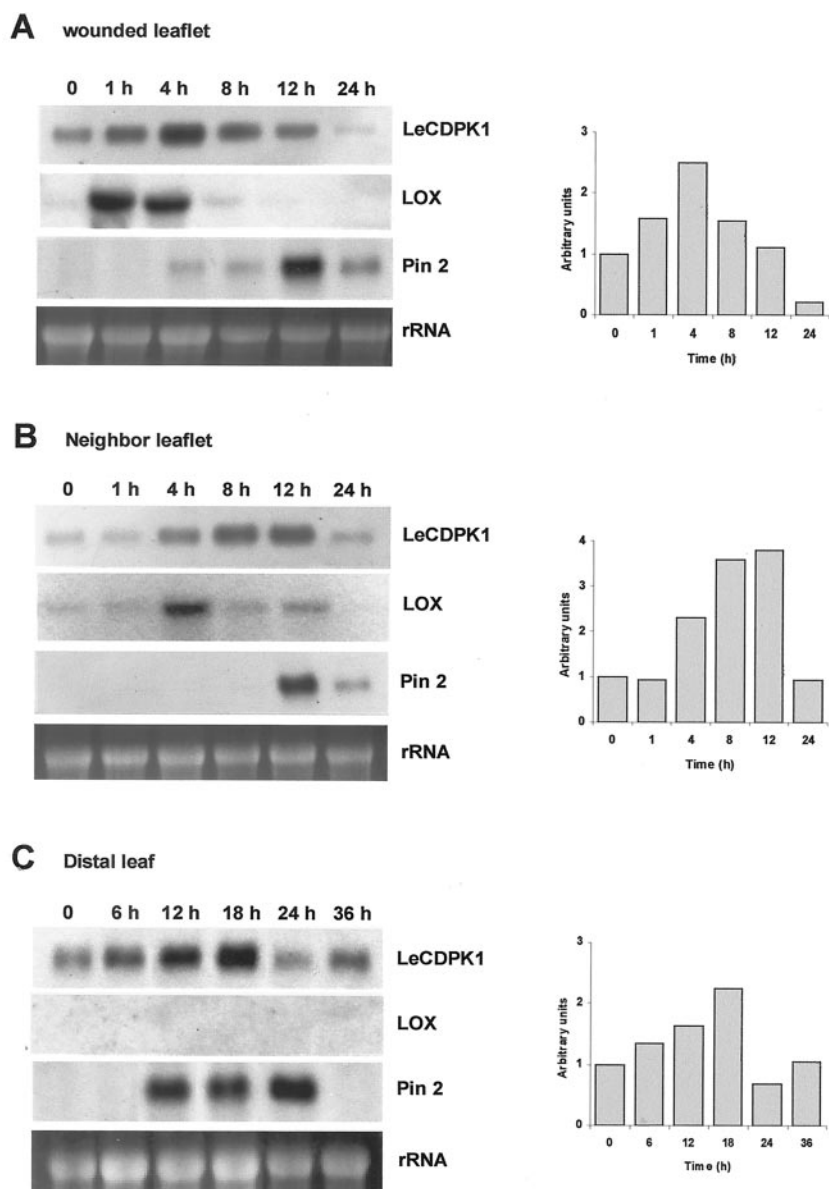 A wounded leaflet
0 1 h 4 h 8 h 12 h 24 h
LeCDPK1
LOX
Pin 2
rRNA
3
2
1
0
Arbitrary units
0 1 4 8 12 24
Time (h)
B Neighbor leaflet
0 1 h 4 h 8 h 12 h 24 h
LeCDPK1
LOX
Pin 2
rRNA
4
3
2
1
0
Arbitrary units
0 1 4 8 12 24
Time (h)
C Distal leaf
0 6 h 12 h 18 h 24 h 36 h
LeCDPK1
LOX
Pin 2
rRNA
3
2
1
0
Arbitrary units
0 6 12 18 24 36
Time (h)